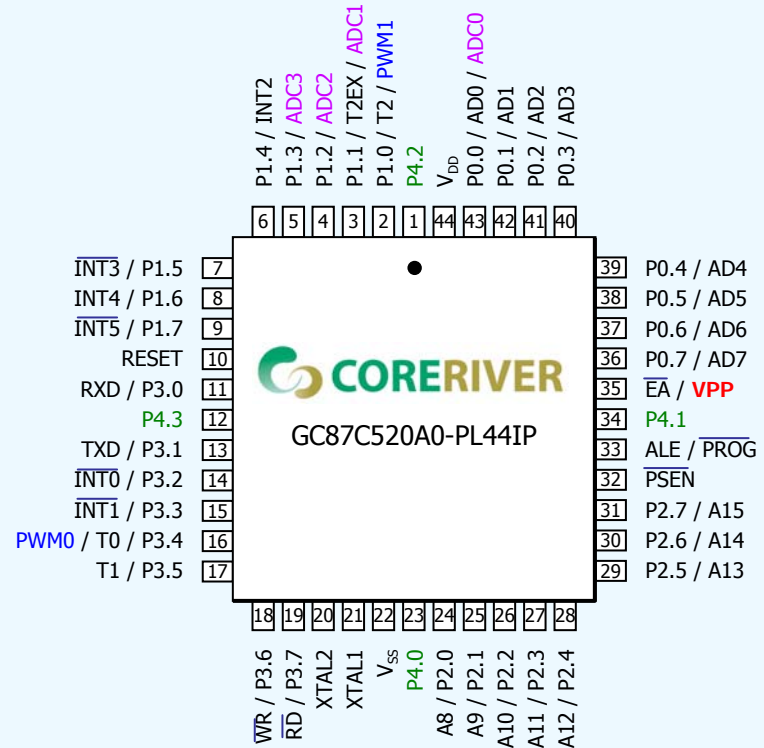 P1.4 / INT2
P1.3 / ADC3
P1.2 / ADC2
P1.1 / T2EX / ADC1
P1.0 / T2 / PWM1
P4.2
VDD
P0.0 / AD0 / ADC0
P0.1 / AD1
P0.2 / AD2
P0.3 / AD3
6 5 4 3 2 1 44 43 42 41 40
INT3 / P1.5 7
INT4 / P1.6 8
INT5 / P1.7 9
RESET 10
RXD / P3.0 11
P4.3 12
TXD / P3.1 13
INT0 / P3.2 14
INT1 / P3.3 15
PWM0 / T0 / P3.4 16
T1 / P3.5 17
CORERIVER
GC87C520A0-PL44IP
39 P0.4 / AD4
38 P0.5 / AD5
37 P0.6 / AD6
36 P0.7 / AD7
35 EA / VPP
34 P4.1
33 ALE / PROG
32 PSEN
31 P2.7 / A15
30 P2.6 / A14
29 P2.5 / A13
18 19 20 21 22 23 24 25 26 27 28
WR / P3.6
RD / P3.7
XTAL2
XTAL1
VSS
P4.0
A8 / P2.0
A9 / P2.1
A10 / P2.2
A11 / P2.3
A12 / P2.4